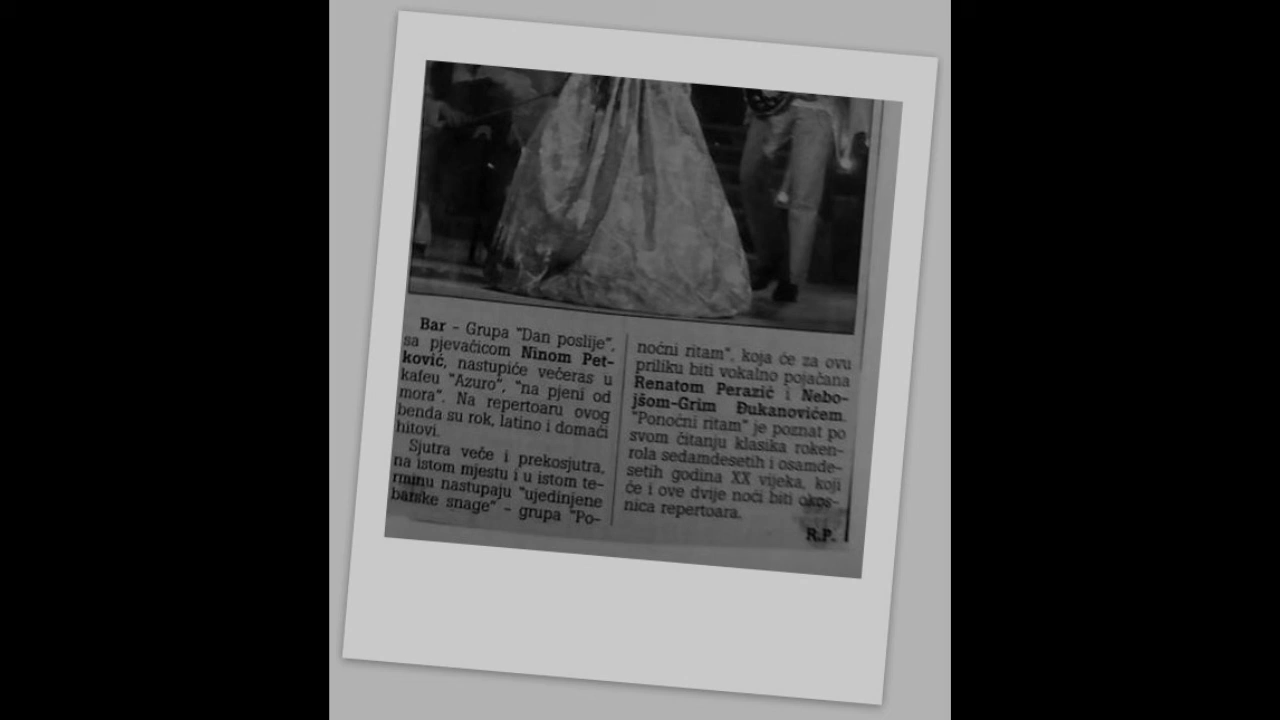 Bar - Grupa "Dan poslije",
sa pjevačicom Ninom Pet-
ković, nastupiće večeras u
kafeu "Azuro", "na pjeni od
mora". Na repertoaru ovog
benda su rok, latino i domaći
hitovi.
Sjutra veče i prekosjutra,
na istom mjestu i u istom te-
rminu nastupaju "ujedinjene
barske snage" - grupa "Po-
noćni ritam", koja će za ovu
priliku biti vokalno pojačana
Renatom Perazić i Nebo-
jšom-Grim Đukanovićem.
"Ponoćni ritam" je poznat po
svom čitanju klasika roken-
rola sedamdesetih i osamde-
setih godina XX vijeka, koji
će i ove dvije noći biti okos-
nica repertoara.
R.P.